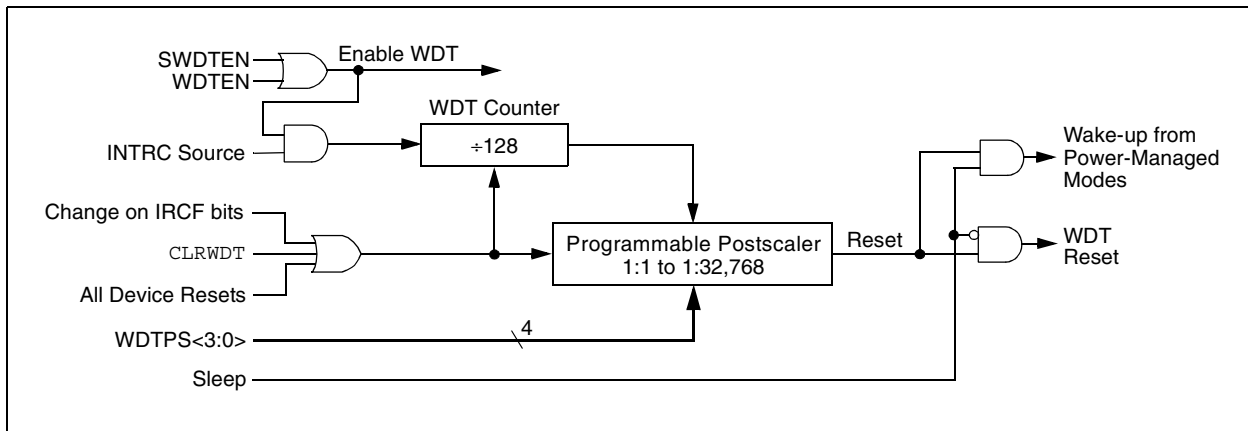 SWDTEN
WDTEN
Enable WDT
WDT Counter
INTRC Source
÷128
Wake-up from
Power-Managed
Modes
Change on IRCF bits
CLRWDT
All Device Resets
Programmable Postscaler
1:1 to 1:32,768
Reset
WDT
Reset
WDTPS<3:0>
4
Sleep